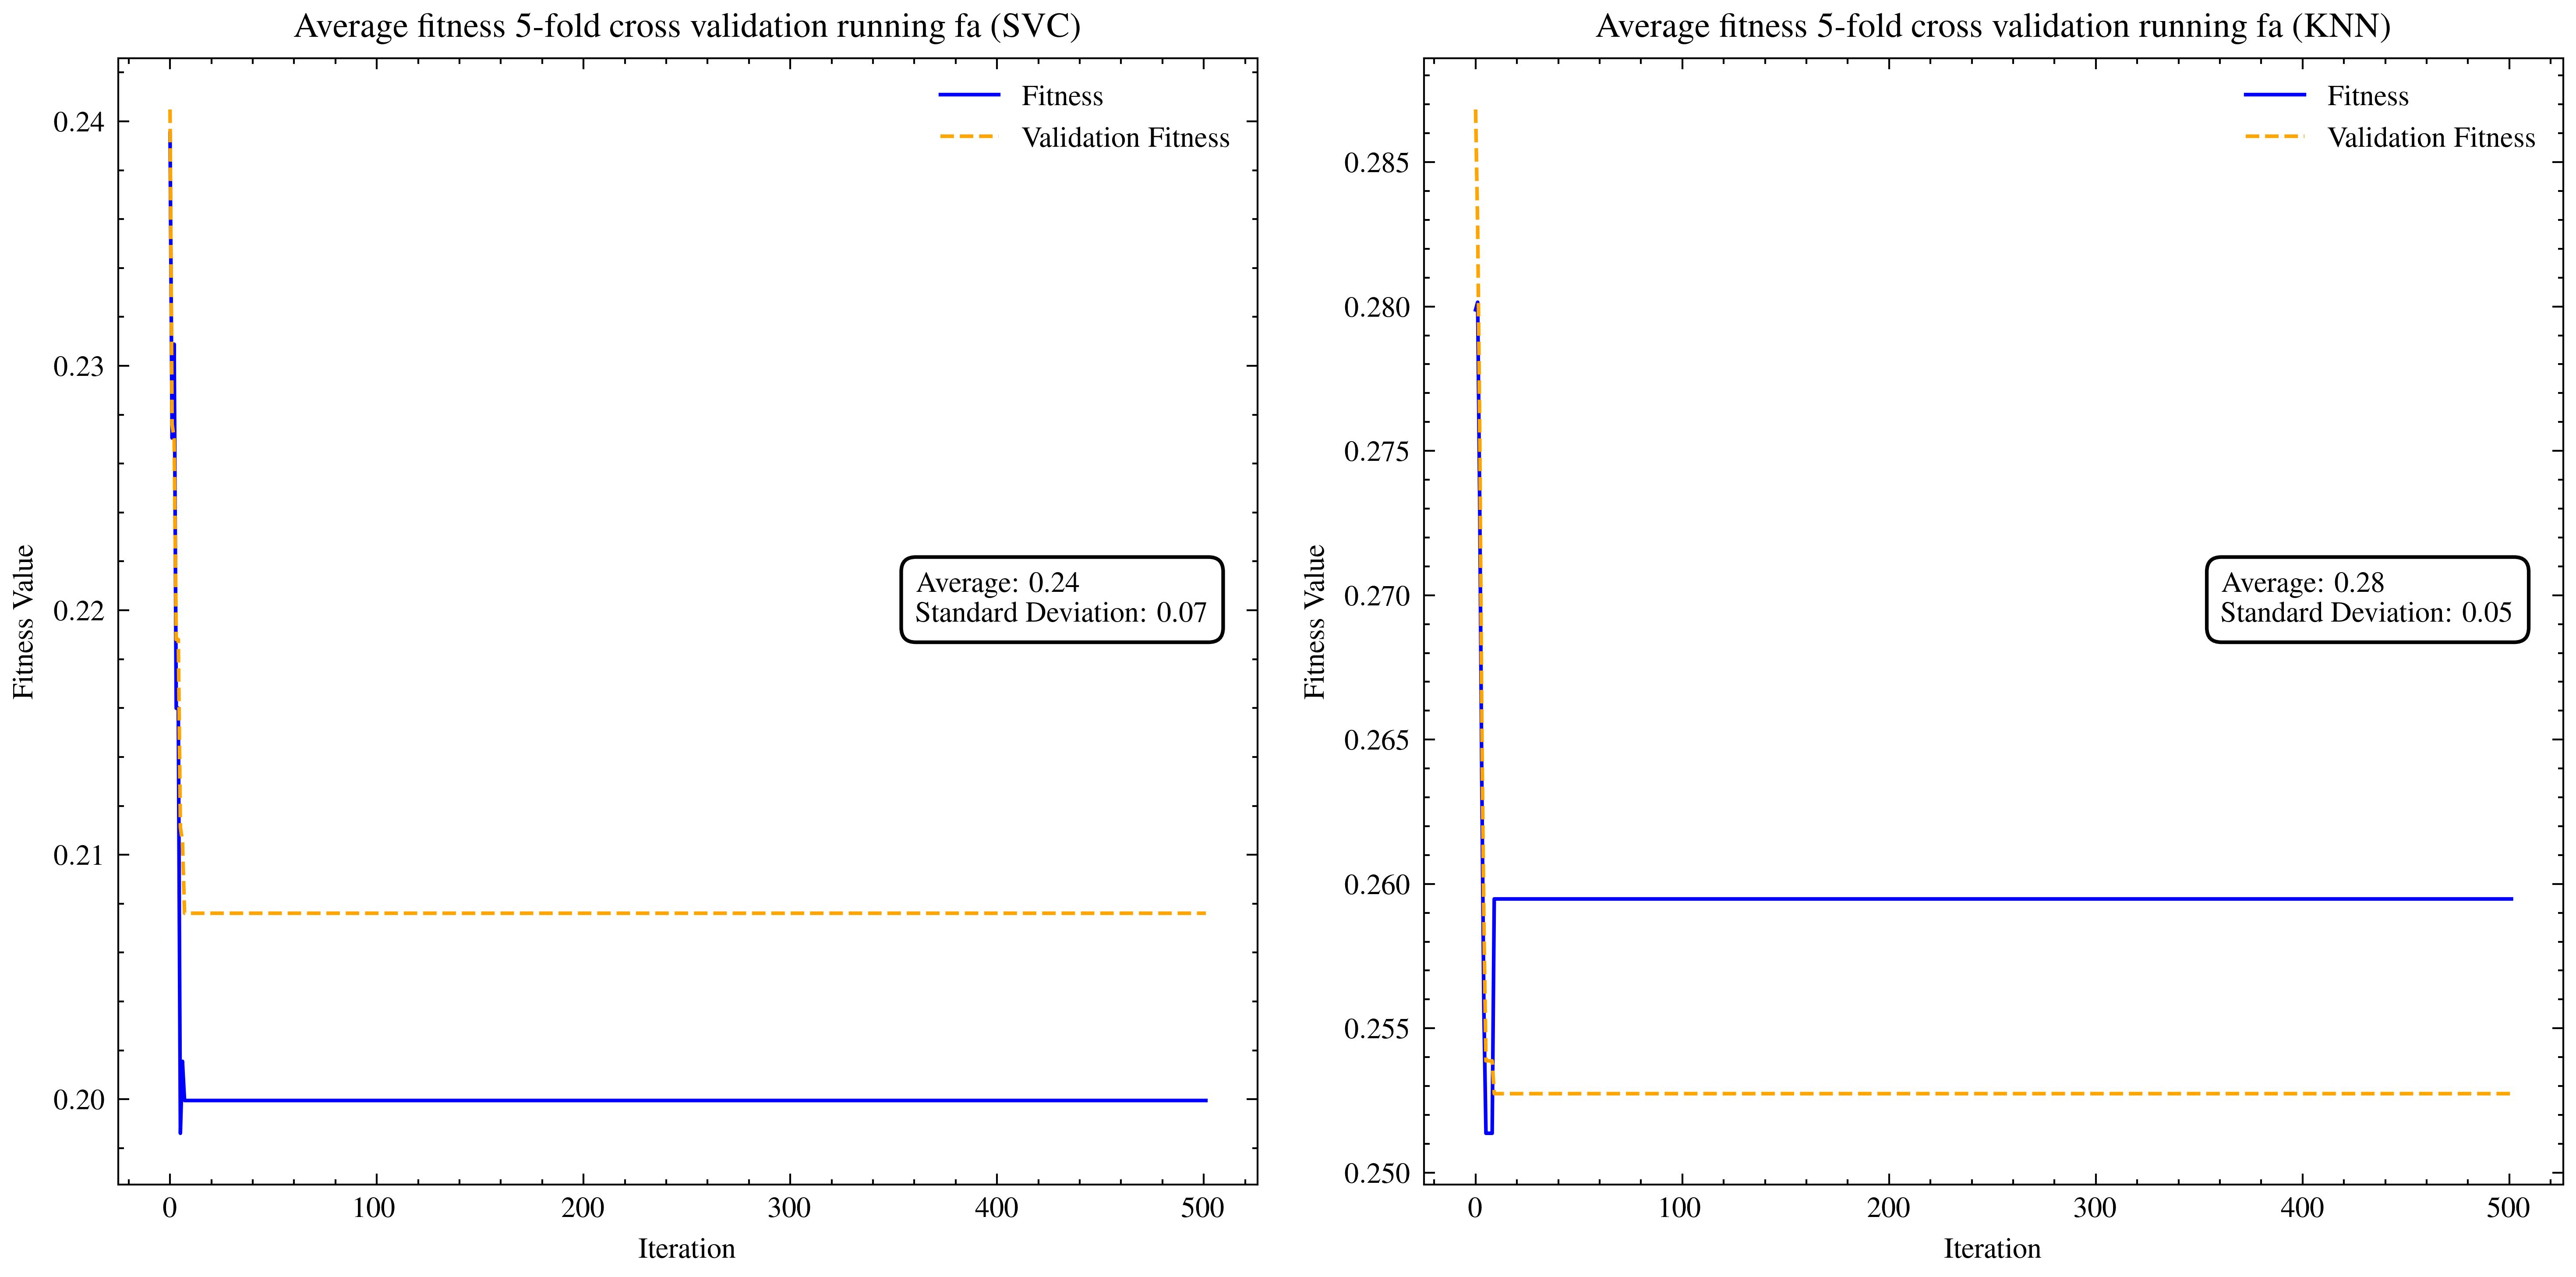 Average fitness 5-fold cross validation running fa (SVC)
Fitness
Validation Fitness
0.24
0.23
0.22
0.21
0.20
Fitness Value
Average: 0.24
Standard Deviation: 0.07
0
100
200
300
400
500
Iteration
Average fitness 5-fold cross validation running fa (KNN)
Fitness
Validation Fitness
0.285
0.280
0.275
0.270
0.265
0.260
0.255
0.250
Fitness Value
Average: 0.28
Standard Deviation: 0.05
0
100
200
300
400
500
Iteration